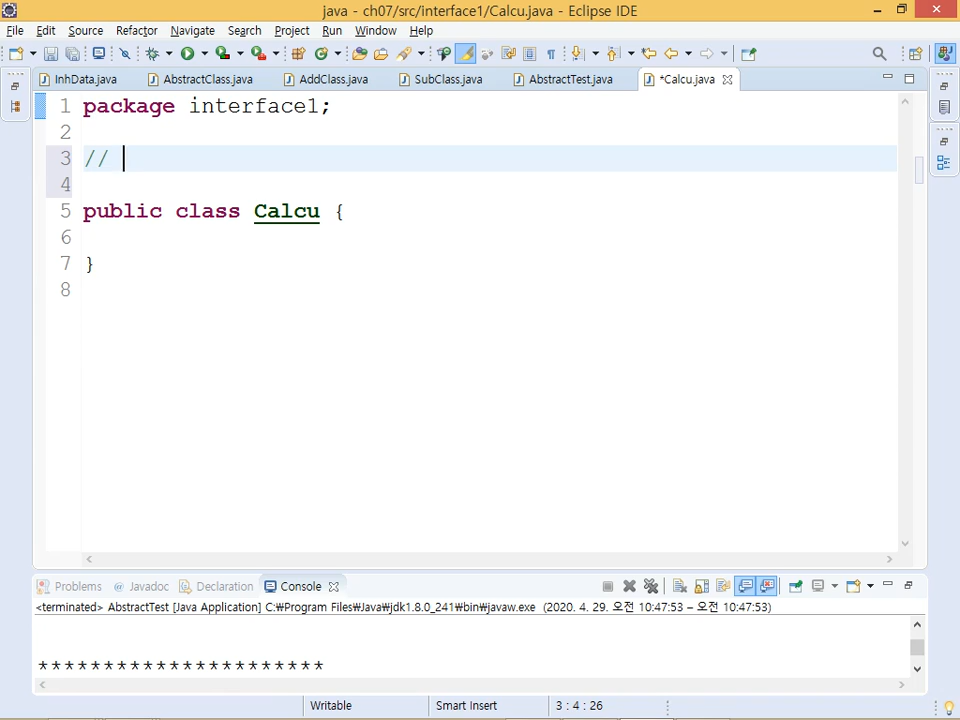 java - ch07/src/interface1/Calcu.java - Eclipse IDE
File Edit Source Refactor Navigate Search Project Run Window Help
InhData.java AbstractClass.java AddClass.java SubClass.java AbstractTest.java *Calcu.java
1 package interface1;
2
3 //
4
5 public class Calcu {
6
7 }
8
Problems @ Javadoc Declaration Console
<terminated> AbstractTest [Java Application] C:₩Program Files₩Java₩jdk1.8.0_241₩bin₩javaw.exe (2020. 4. 29. 오전 10:47:53 – 오전 10:47:53)
**********************
Writable Smart Insert 3 : 4 : 26